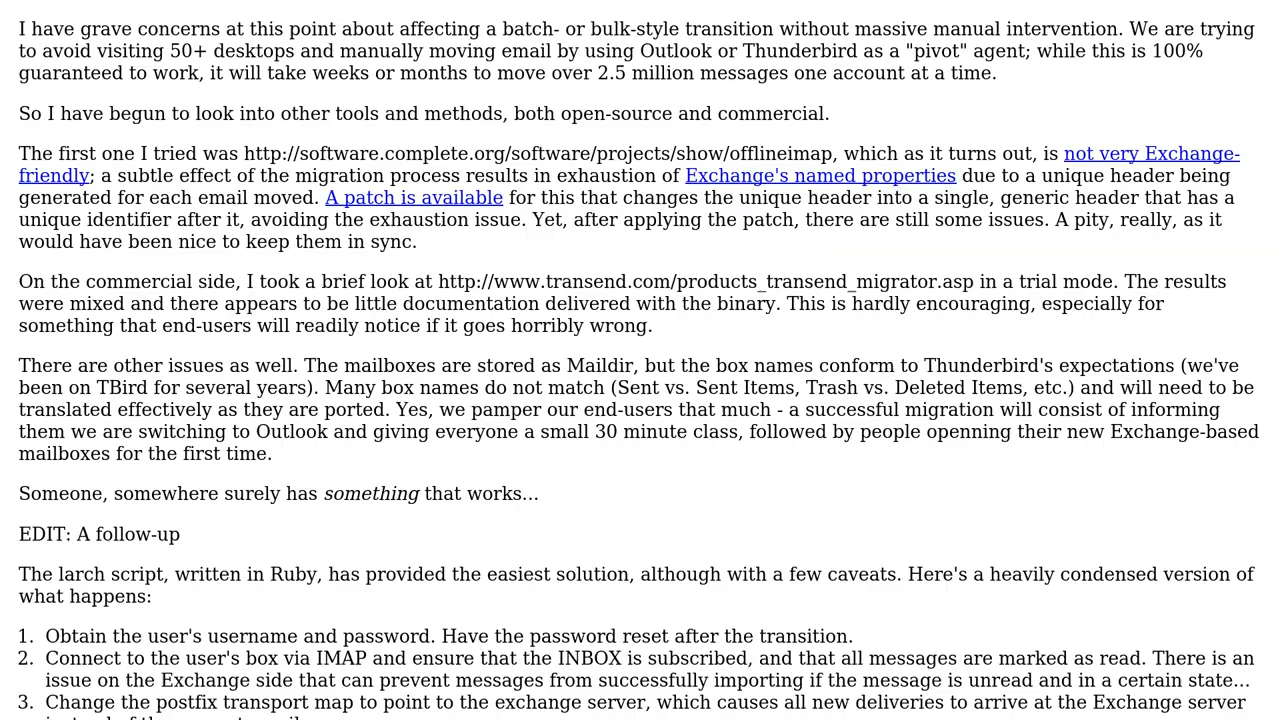 I have grave concerns at this point about affecting a batch- or bulk-style transition without massive manual intervention. We are trying
to avoid visiting 50+ desktops and manually moving email by using Outlook or Thunderbird as a "pivot" agent; while this is 100%
guaranteed to work, it will take weeks or months to move over 2.5 million messages one account at a time.
So I have begun to look into other tools and methods, both open-source and commercial.
The first one I tried was http://software.complete.org/software/projects/show/offlineimap, which as it turns out, is not very Exchange-
friendly; a subtle effect of the migration process results in exhaustion of Exchange's named properties due to a unique header being
generated for each email moved. A patch is available for this that changes the unique header into a single, generic header that has a
unique identifier after it, avoiding the exhaustion issue. Yet, after applying the patch, there are still some issues. A pity, really, as it
would have been nice to keep them in sync.
On the commercial side, I took a brief look at http://www.transend.com/products_transend_migrator.asp in a trial mode. The results
were mixed and there appears to be little documentation delivered with the binary. This is hardly encouraging, especially for
something that end-users will readily notice if it goes horribly wrong.
There are other issues as well. The mailboxes are stored as Maildir, but the box names conform to Thunderbird's expectations (we've
been on TBird for several years). Many box names do not match (Sent vs. Sent Items, Trash vs. Deleted Items, etc.) and will need to be
translated effectively as they are ported. Yes, we pamper our end-users that much - a successful migration will consist of informing
them we are switching to Outlook and giving everyone a small 30 minute class, followed by people openning their new Exchange-based
mailboxes for the first time.
Someone, somewhere surely has something that works...
EDIT: A follow-up
The larch script, written in Ruby, has provided the easiest solution, although with a few caveats. Here's a heavily condensed version of
what happens:
1. Obtain the user's username and password. Have the password reset after the transition.
2. Connect to the user's box via IMAP and ensure that the INBOX is subscribed, and that all messages are marked as read. There is an
issue on the Exchange side that can prevent messages from successfully importing if the message is unread and in a certain state...
3. Change the postfix transport map to point to the exchange server, which causes all new deliveries to arrive at the Exchange server